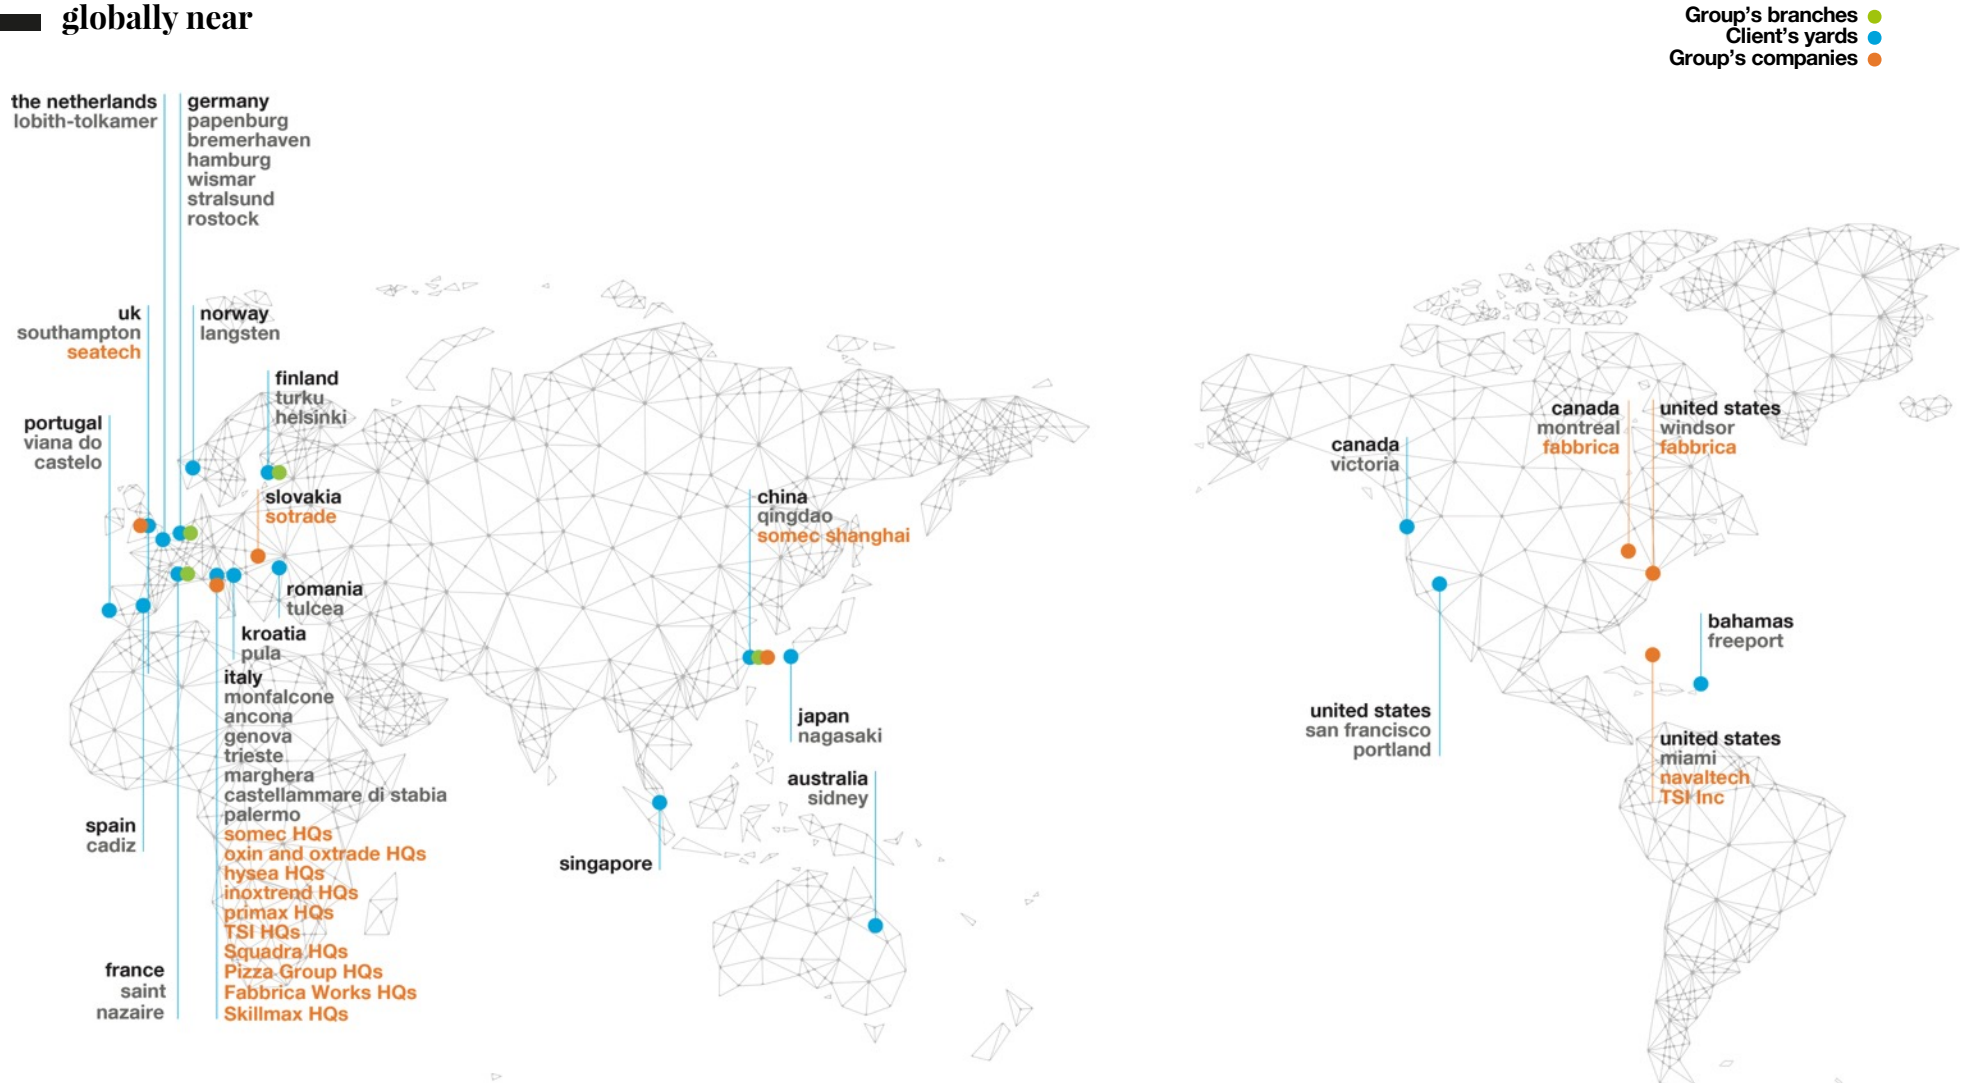 globally near
Group's branches
Client's yards
Group's companies
the netherlands
lobith-tolkamer
germany
papenburg
bremerhaven
hamburg
wismar
stralsund
rostock
uk
southampton
seatech
norway
langsten
finland
turku
helsinki
portugal
viana do
castelo
slovakia
sotrade
romania
tulcea
kroatia
pula
italy
monfalcone
ancona
genova
trieste
marghera
castellammare di stabia
palermo
somec HQs
oxin and oxtrade HQs
hysea HQs
inoxtrend HQs
primax HQs
TSI HQs
Squadra HQs
Pizza Group HQs
Fabbrica Works HQs
Skillmax HQs
spain
cadiz
france
saint
nazaire
china
qingdao
somec shanghai
japan
nagasaki
australia
sidney
singapore
canada
victoria
canada
montréal
fabbrica
united states
windsor
fabbrica
bahamas
freeport
united states
san francisco
portland
united states
miami
navaltech
TSI Inc